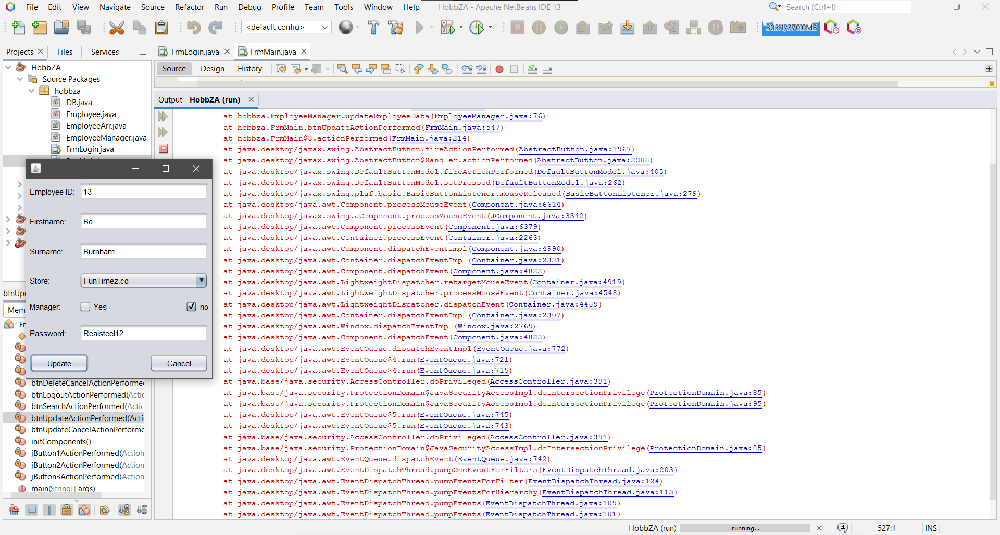 File Edit View Navigate Source Refactor Run Debug Profile Team Tools Window Help HobbZA - Apache NetBeans IDE 13 Search (Ctrl+I)
<default config> 305.1/370.0MB
Projects Files Services FrmLogin.java FrmMain.java
HobbZA
Source Packages
hobbza
DB.java
Employee.java
EmployeeArr.java
EmployeeManager.java
FrmLogin.java
Source Design History
Output - HobbZA (run)
at hobbza.EmployeeManager.updateEmployeeData(EmployeeManager.java:76)
at hobbza.FrmMain.btnUpdateActionPerformed(FrmMain.java:547)
at hobbza.FrmMain$3.actionPerformed(FrmMain.java:214)
at java.desktop/javax.swing.AbstractButton.fireActionPerformed(AbstractButton.java:1967)
at java.desktop/javax.swing.AbstractButton$Handler.actionPerformed(AbstractButton.java:2308)
at java.desktop/javax.swing.DefaultButtonModel.fireActionPerformed(DefaultButtonModel.java:405)
at java.desktop/javax.swing.DefaultButtonModel.setPressed(DefaultButtonModel.java:262)
at java.desktop/javax.swing.plaf.basic.BasicButtonListener.mouseReleased(BasicButtonListener.java:279)
at java.desktop/java.awt.Component.processMouseEvent(Component.java:6614)
at java.desktop/javax.swing.JComponent.processMouseEvent(JComponent.java:3342)
at java.desktop/java.awt.Component.processEvent(Component.java:6379)
at java.desktop/java.awt.Container.processEvent(Container.java:2263)
at java.desktop/java.awt.Component.dispatchEventImpl(Component.java:4990)
at java.desktop/java.awt.Container.dispatchEventImpl(Container.java:2321)
at java.desktop/java.awt.Component.dispatchEvent(Component.java:4822)
at java.desktop/java.awt.LightweightDispatcher.retargetMouseEvent(Container.java:4919)
at java.desktop/java.awt.LightweightDispatcher.processMouseEvent(Container.java:4548)
at java.desktop/java.awt.LightweightDispatcher.dispatchEvent(Container.java:4489)
at java.desktop/java.awt.Container.dispatchEventImpl(Container.java:2307)
at java.desktop/java.awt.Window.dispatchEventImpl(Window.java:2769)
at java.desktop/java.awt.Component.dispatchEvent(Component.java:4822)
at java.desktop/java.awt.EventQueue.dispatchEventImpl(EventQueue.java:772)
at java.desktop/java.awt.EventQueue$4.run(EventQueue.java:721)
at java.desktop/java.awt.EventQueue$4.run(EventQueue.java:715)
at java.base/java.security.AccessController.doPrivileged(AccessController.java:391)
at java.base/java.security.ProtectionDomain$JavaSecurityAccessImpl.doIntersectionPrivilege(ProtectionDomain.java:85)
at java.base/java.security.ProtectionDomain$JavaSecurityAccessImpl.doIntersectionPrivilege(ProtectionDomain.java:95)
at java.desktop/java.awt.EventQueue$5.run(EventQueue.java:745)
at java.desktop/java.awt.EventQueue$5.run(EventQueue.java:743)
at java.base/java.security.AccessController.doPrivileged(AccessController.java:391)
at java.base/java.security.ProtectionDomain$JavaSecurityAccessImpl.doIntersectionPrivilege(ProtectionDomain.java:85)
at java.desktop/java.awt.EventQueue.dispatchEvent(EventQueue.java:742)
at java.desktop/java.awt.EventDispatchThread.pumpOneEventForFilters(EventDispatchThread.java:203)
at java.desktop/java.awt.EventDispatchThread.pumpEventsForFilter(EventDispatchThread.java:124)
at java.desktop/java.awt.EventDispatchThread.pumpEventsForHierarchy(EventDispatchThread.java:113)
at java.desktop/java.awt.EventDispatchThread.pumpEvents(EventDispatchThread.java:109)
at java.desktop/java.awt.EventDispatchThread.pumpEvents(EventDispatchThread.java:101)
Employee ID: 13
Firstname: Bo
Surname: Burnham
Store: FunTimez.co
Manager: Yes no
Password: Realsteel12
Update Cancel
btnUp
Mem
Fr
btnDeleteCancelActionPerforme
btnLogoutActionPerformed(Actic
btnSearchActionPerformed(Actio
btnUpdateActionPerformed(Acti
btnUpdateCancelActionPerforme
initComponents()
jButton1ActionPerformed(Action
jButton2ActionPerformed(Action
jButton3ActionPerformed(Action
main(String[] args)
HobbZA (run) running... 4 527:1 INS